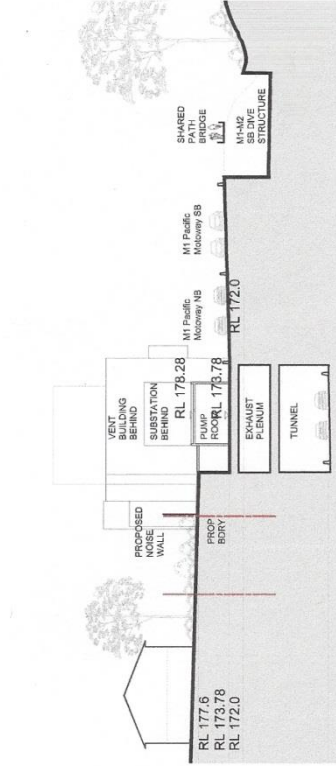 SHARED
PATH
BRIDGE
M1-M2
SB DIVE
STRUCTURE
M1 Pacific
Motoway SB
M1 Pacific
Motoway NB
RL 172.0
VENT
BUILDING
BEHIND
SUBSTATION
BEHIND
RL 178.28
PUMP
ROOM
RL 173.78
EXHAUST
PLENUM
TUNNEL
PROPOSED
NOISE
WALL
PROP
BDRY
RL 177.6
RL 173.78
RL 172.0